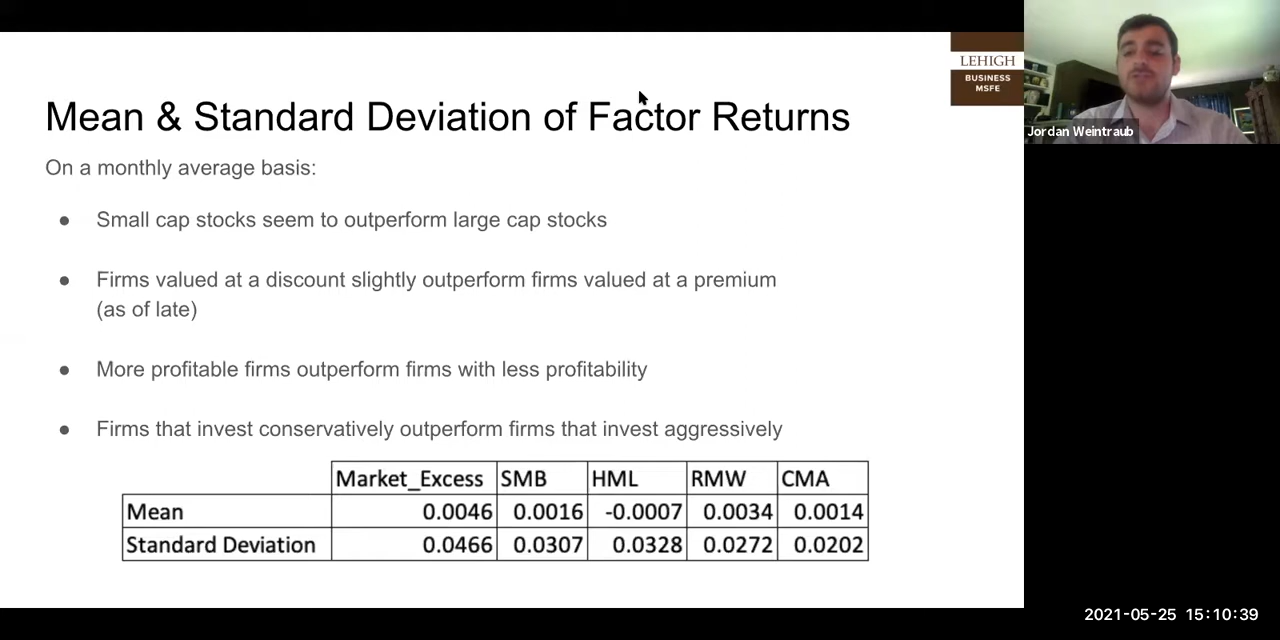 LEHIGH
BUSINESS
MSFE
Jordan Weintraub
Mean & Standard Deviation of Factor Returns
On a monthly average basis:
● Small cap stocks seem to outperform large cap stocks
● Firms valued at a discount slightly outperform firms valued at a premium
(as of late)
● More profitable firms outperform firms with less profitability
● Firms that invest conservatively outperform firms that invest aggressively
Market_Excess SMB HML RMW CMA
Mean 0.0046 0.0016 -0.0007 0.0034 0.0014
Standard Deviation 0.0466 0.0307 0.0328 0.0272 0.0202
2021-05-25 15:10:39